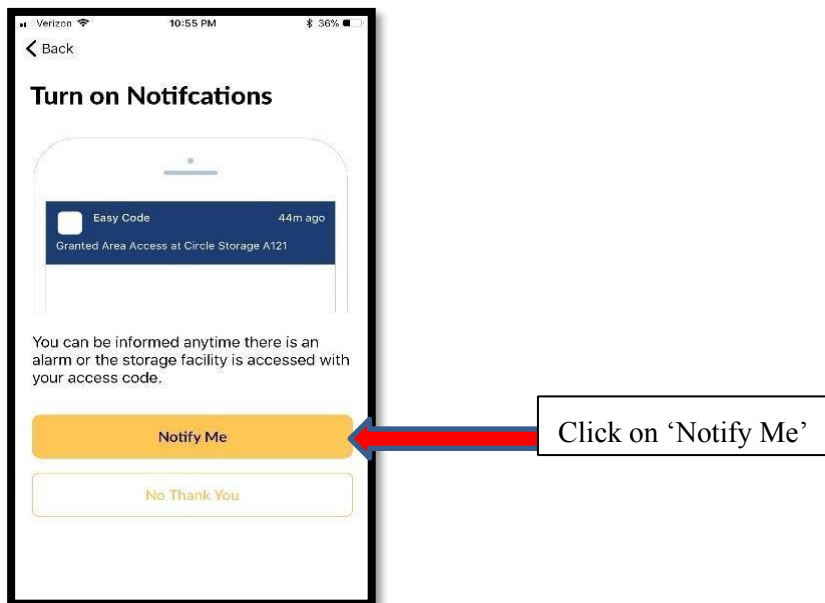 Verizon 10:55 PM 36%
Back
Turn on Notifcations
Easy Code 44m ago
Granted Area Access at Circle Storage A121
You can be informed anytime there is an
alarm or the storage facility is accessed with
your access code.
Notify Me
Click on ‘Notify Me’
No Thank You